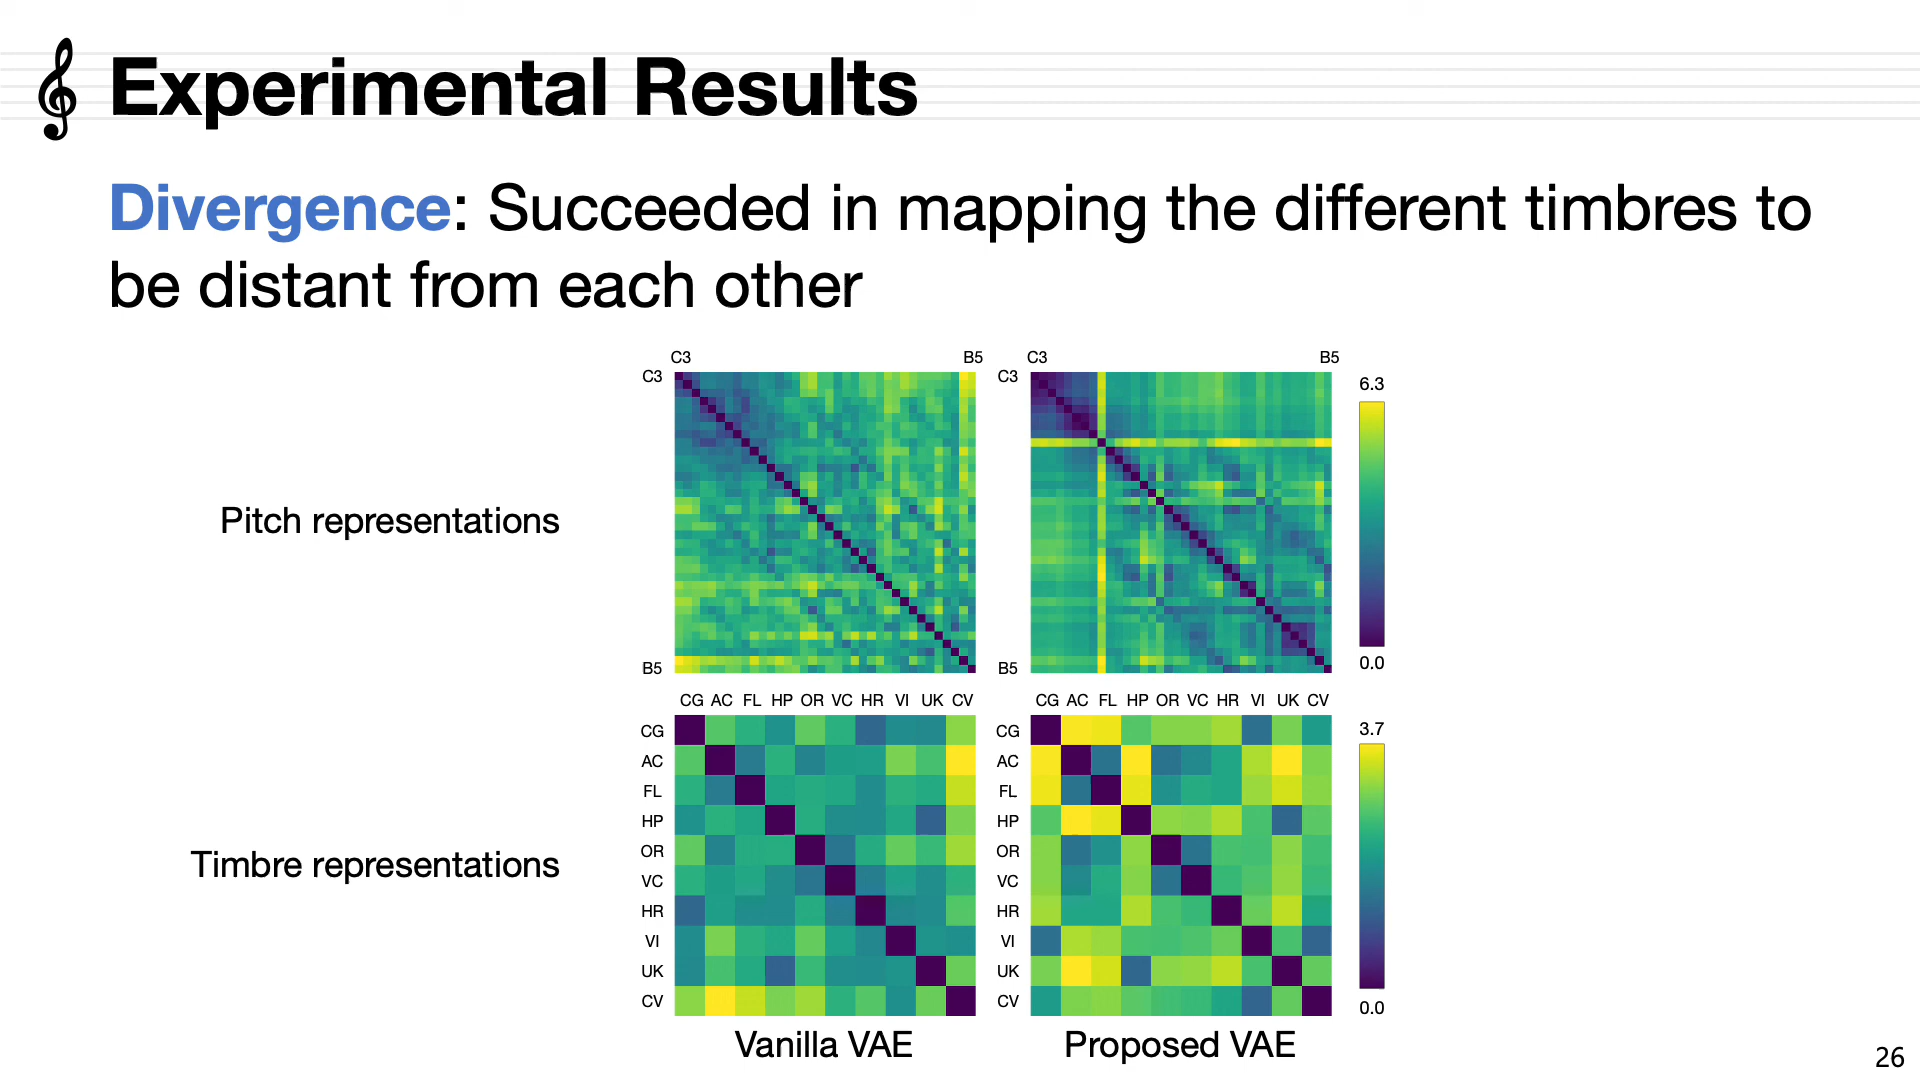 Experimental Results
Divergence: Succeeded in mapping the different timbres to
be distant from each other
C3 B5 C3 B5
C3 C3
6.3
Pitch representations
B5 B5
0.0
CG AC FL HP OR VC HR VI UK CV CG AC FL HP OR VC HR VI UK CV
3.7
CG CG
AC AC
FL FL
HP HP
OR OR
Timbre representations
VC VC
HR HR
VI VI
UK UK
CV CV
0.0
Vanilla VAE Proposed VAE
26